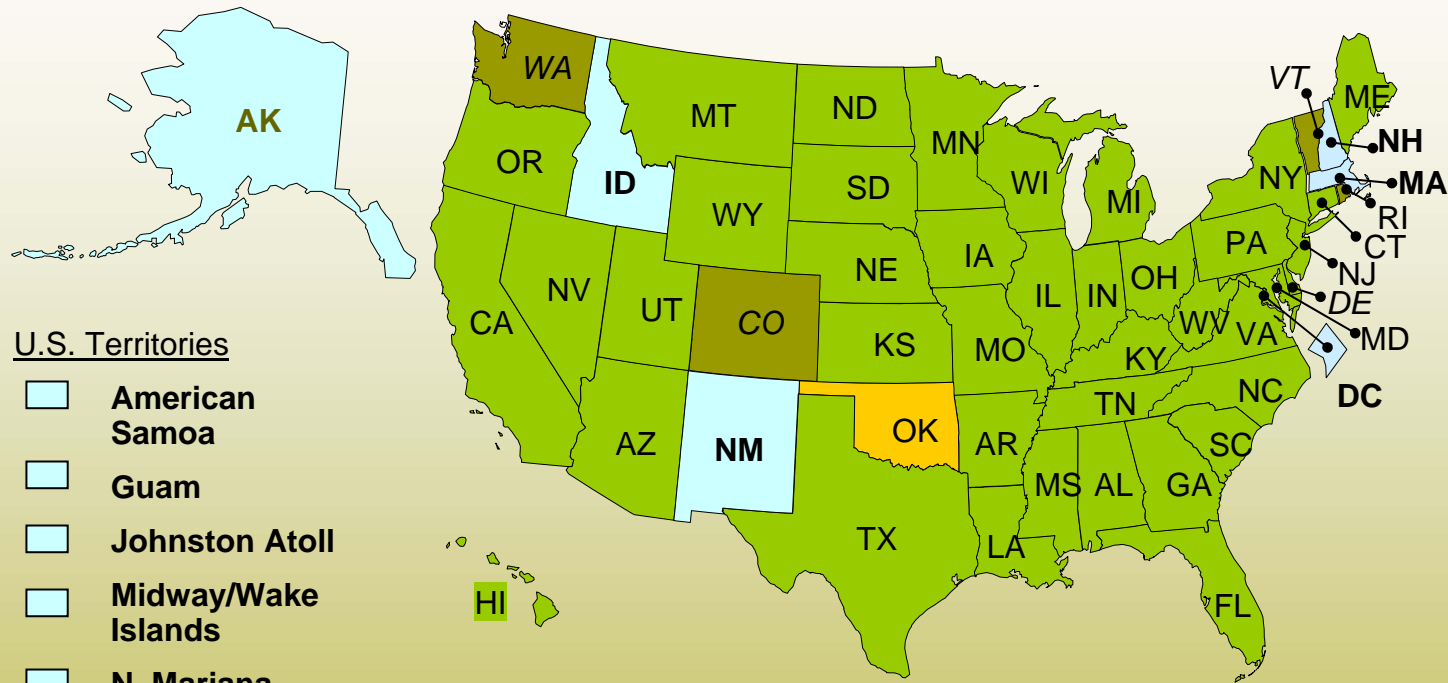 AK
WA
MT
ND
MN
VT
ME
NH
OR
ID
WY
SD
WI
MI
NY
MA
RI
CT
PA
NJ
DE
MD
NV
UT
CO
NE
IA
IL
IN
OH
WV
VA
CA
KS
MO
KY
DC
AZ
NM
OK
AR
TN
NC
SC
MS
AL
GA
TX
LA
FL
HI
U.S. Territories
American
Samoa
Guam
Johnston Atoll
Midway/Wake
Islands
N. Mariana